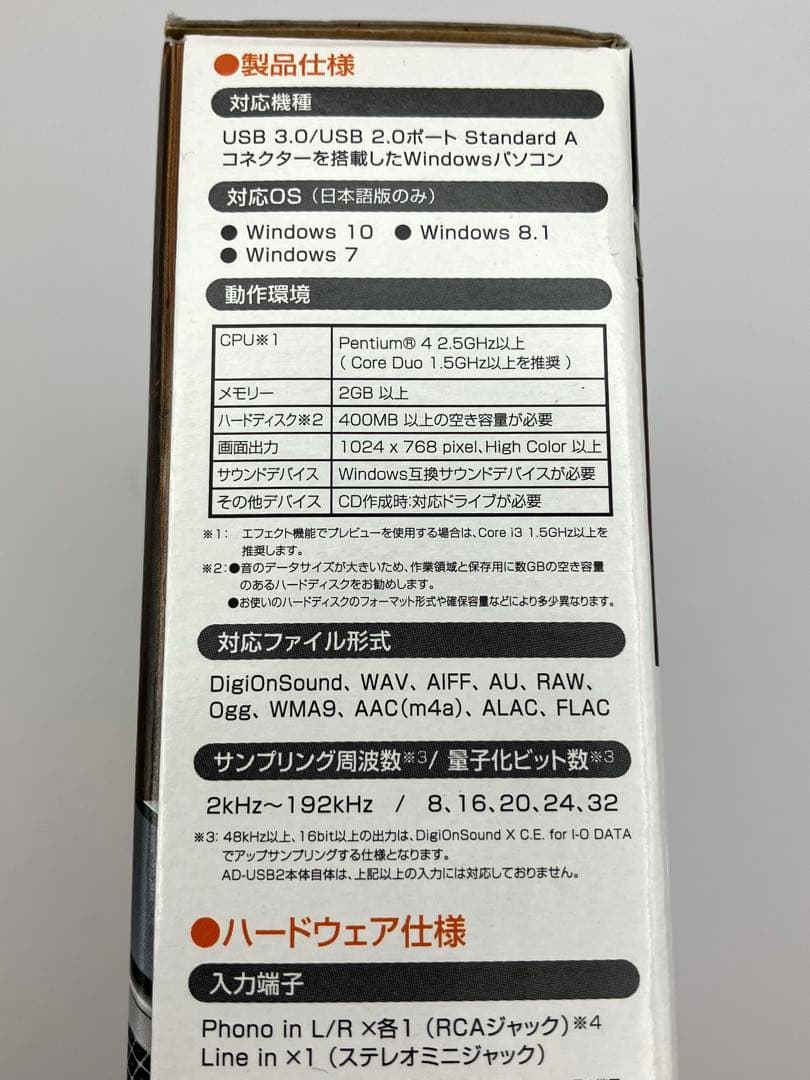 ●製品仕様
対応機種
USB 3.0/USB 2.0ポート Standard A
コネクターを搭載したWindowsパソコン
対応OS（日本語版のみ）
● Windows 10 ● Windows 8.1
● Windows 7
動作環境
CPU※1 Pentium® 4 2.5GHz以上
（ Core Duo 1.5GHz以上を推奨 ）
メモリー 2GB 以上
ハードディスク※2 400MB 以上の空き容量が必要
画面出力 1024 x 768 pixel、High Color 以上
サウンドデバイス Windows互換サウンドデバイスが必要
その他デバイス CD作成時:対応ドライブが必要
※1: エフェクト機能でプレビューを使用する場合は、Core i3 1.5GHz以上を
推奨します。
※2:●音のデータサイズが大きいため、作業領域と保存用に数GBの空き容量
のあるハードディスクをお勧めします。
●お使いのハードディスクのフォーマット形式や確保容量などにより多少異なります。
対応ファイル形式
DigiOnSound、WAV、AIFF、AU、RAW、
Ogg、WMA9、AAC(m4a)、ALAC、FLAC
サンプリング周波数※3/ 量子化ビット数※3
2kHz～192kHz / 8、16、20、24、32
※3: 48kHz以上、16bit以上の出力は、DigiOnSound X C.E. for I-O DATA
でアップサンプリングする仕様となります。
AD-USB2本体自体は、上記以上の入力には対応しておりません。
●ハードウェア仕様
入力端子
Phono in L/R ×各1（RCAジャック）※4
Line in ×1（ステレオミニジャック）